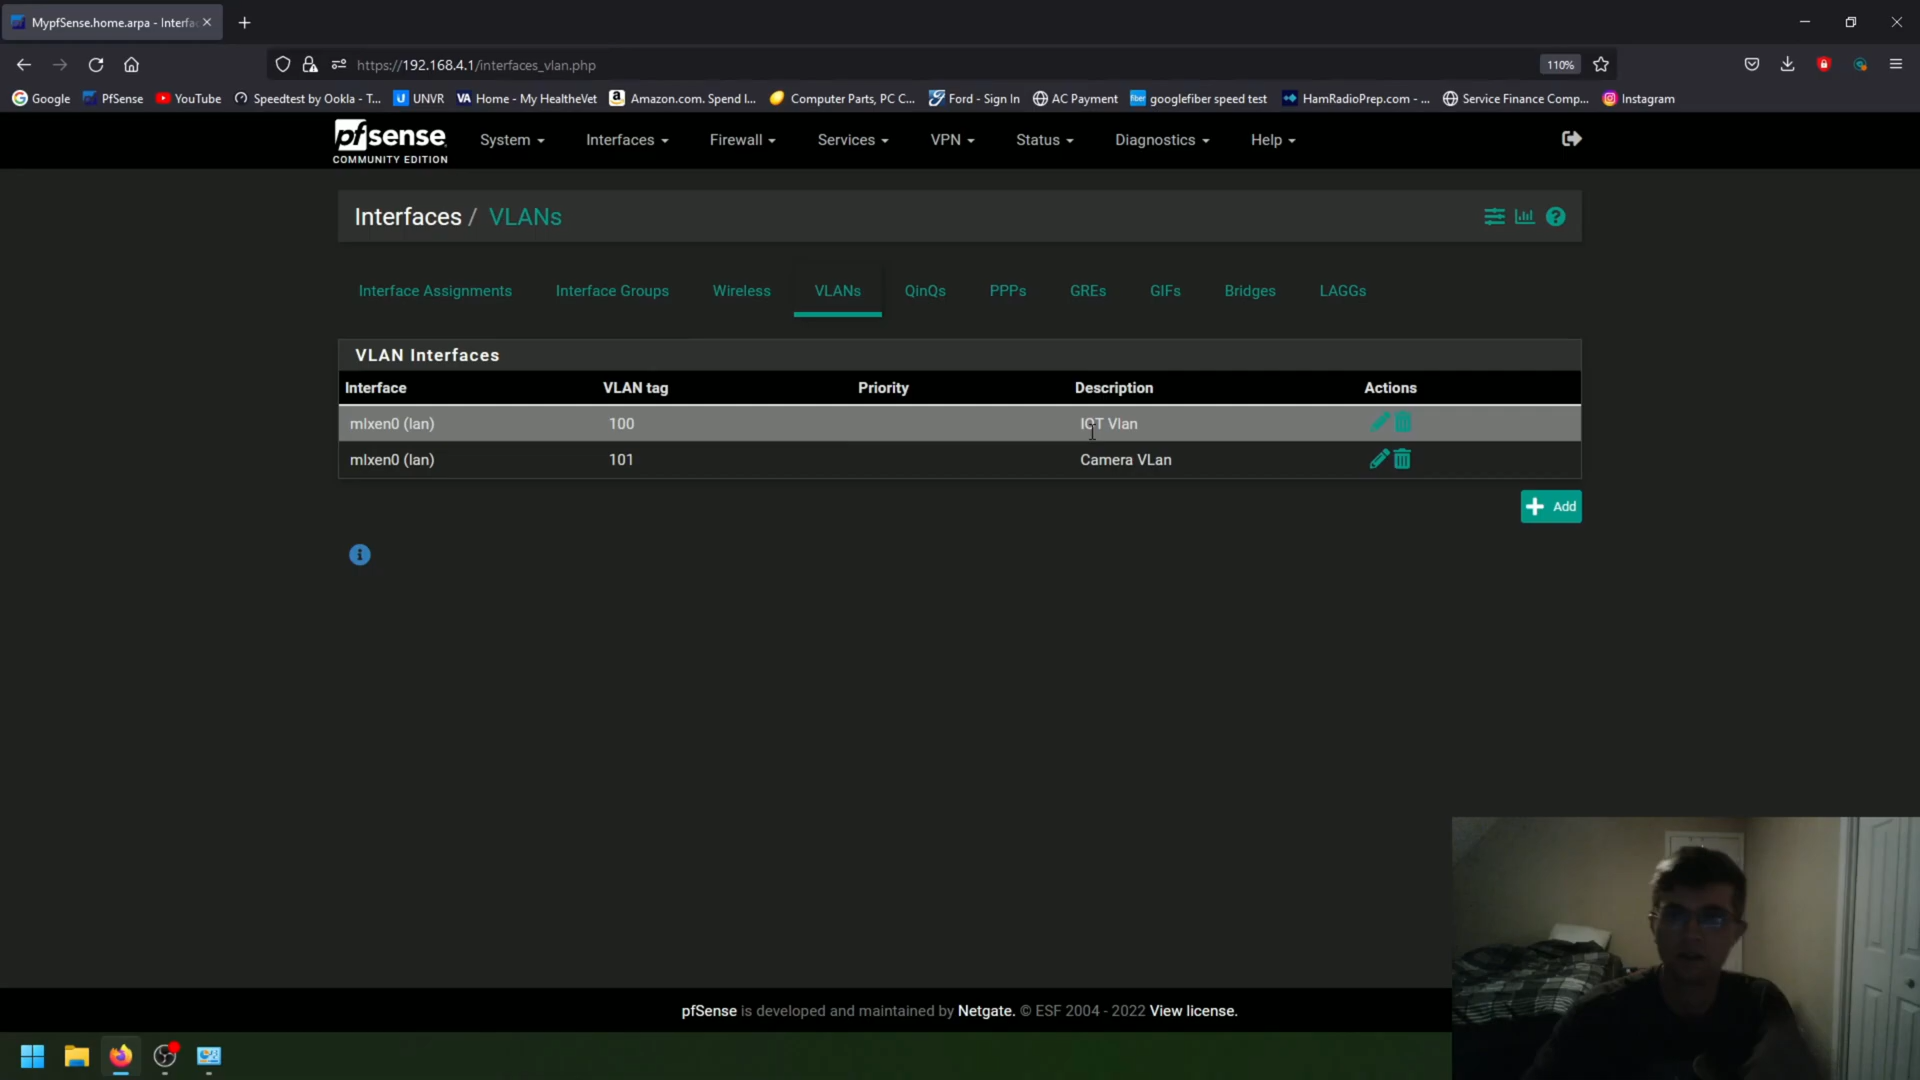 MypfSense.home.arpa - Interfa
https://192.168.4.1/interfaces_vlan.php
110%
Google PfSense YouTube Speedtest by Ookla - T... UNVR VA Home - My HealtheVet Amazon.com. Spend l... Computer Parts, PC C... Ford - Sign In AC Payment fiber googlefiber speed test HamRadioPrep.com - ... Service Finance Comp... Instagram
pfsense
COMMUNITY EDITION
System Interfaces Firewall Services VPN Status Diagnostics Help
Interfaces / VLANs
Interface Assignments Interface Groups Wireless VLANs QinQs PPPs GREs GIFs Bridges LAGGs
VLAN Interfaces
Interface VLAN tag Priority Description Actions
mlxen0 (lan) 100 IOT Vlan
mlxen0 (lan) 101 Camera VLan
Add
pfSense is developed and maintained by Netgate. © ESF 2004 - 2022 View license.